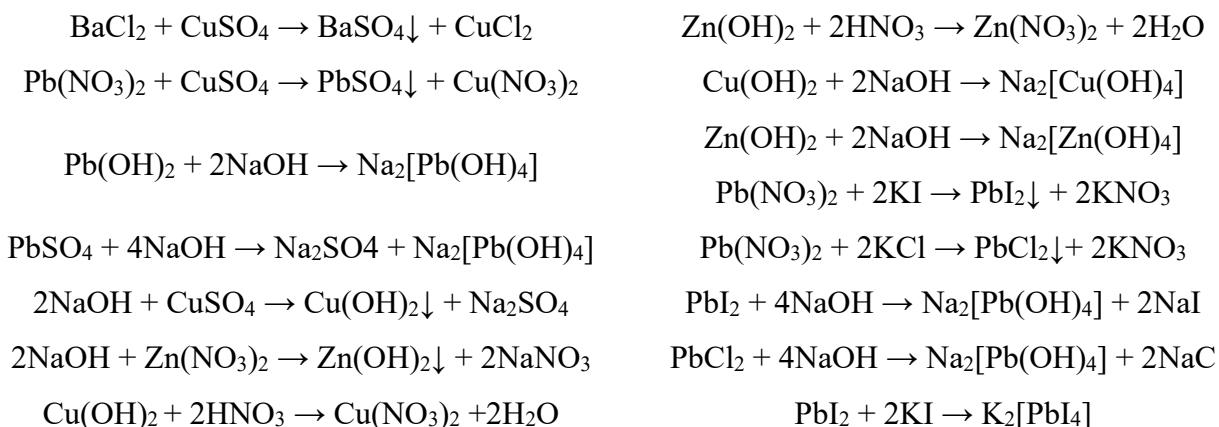 BaCl₂ + CuSO₄ → BaSO₄↓ + CuCl₂
Pb(NO₃)₂ + CuSO₄ → PbSO₄↓ + Cu(NO₃)₂
Pb(OH)₂ + 2NaOH → Na₂[Pb(OH)₄]
PbSO₄ + 4NaOH → Na₂SO4 + Na₂[Pb(OH)₄]
2NaOH + CuSO₄ → Cu(OH)₂↓ + Na₂SO₄
2NaOH + Zn(NO₃)₂ → Zn(OH)₂↓ + 2NaNO₃
Cu(OH)₂ + 2HNO₃ → Cu(NO₃)₂ +2H₂O
Zn(OH)₂ + 2HNO₃ → Zn(NO₃)₂ + 2H₂O
Cu(OH)₂ + 2NaOH → Na₂[Cu(OH)₄]
Zn(OH)₂ + 2NaOH → Na₂[Zn(OH)₄]
Pb(NO₃)₂ + 2KI → PbI₂↓ + 2KNO₃
Pb(NO₃)₂ + 2KCl → PbCl₂↓+ 2KNO₃
PbI₂ + 4NaOH → Na₂[Pb(OH)₄] + 2NaI
PbCl₂ + 4NaOH → Na₂[Pb(OH)₄] + 2NaC
PbI₂ + 2KI → K₂[PbI₄]